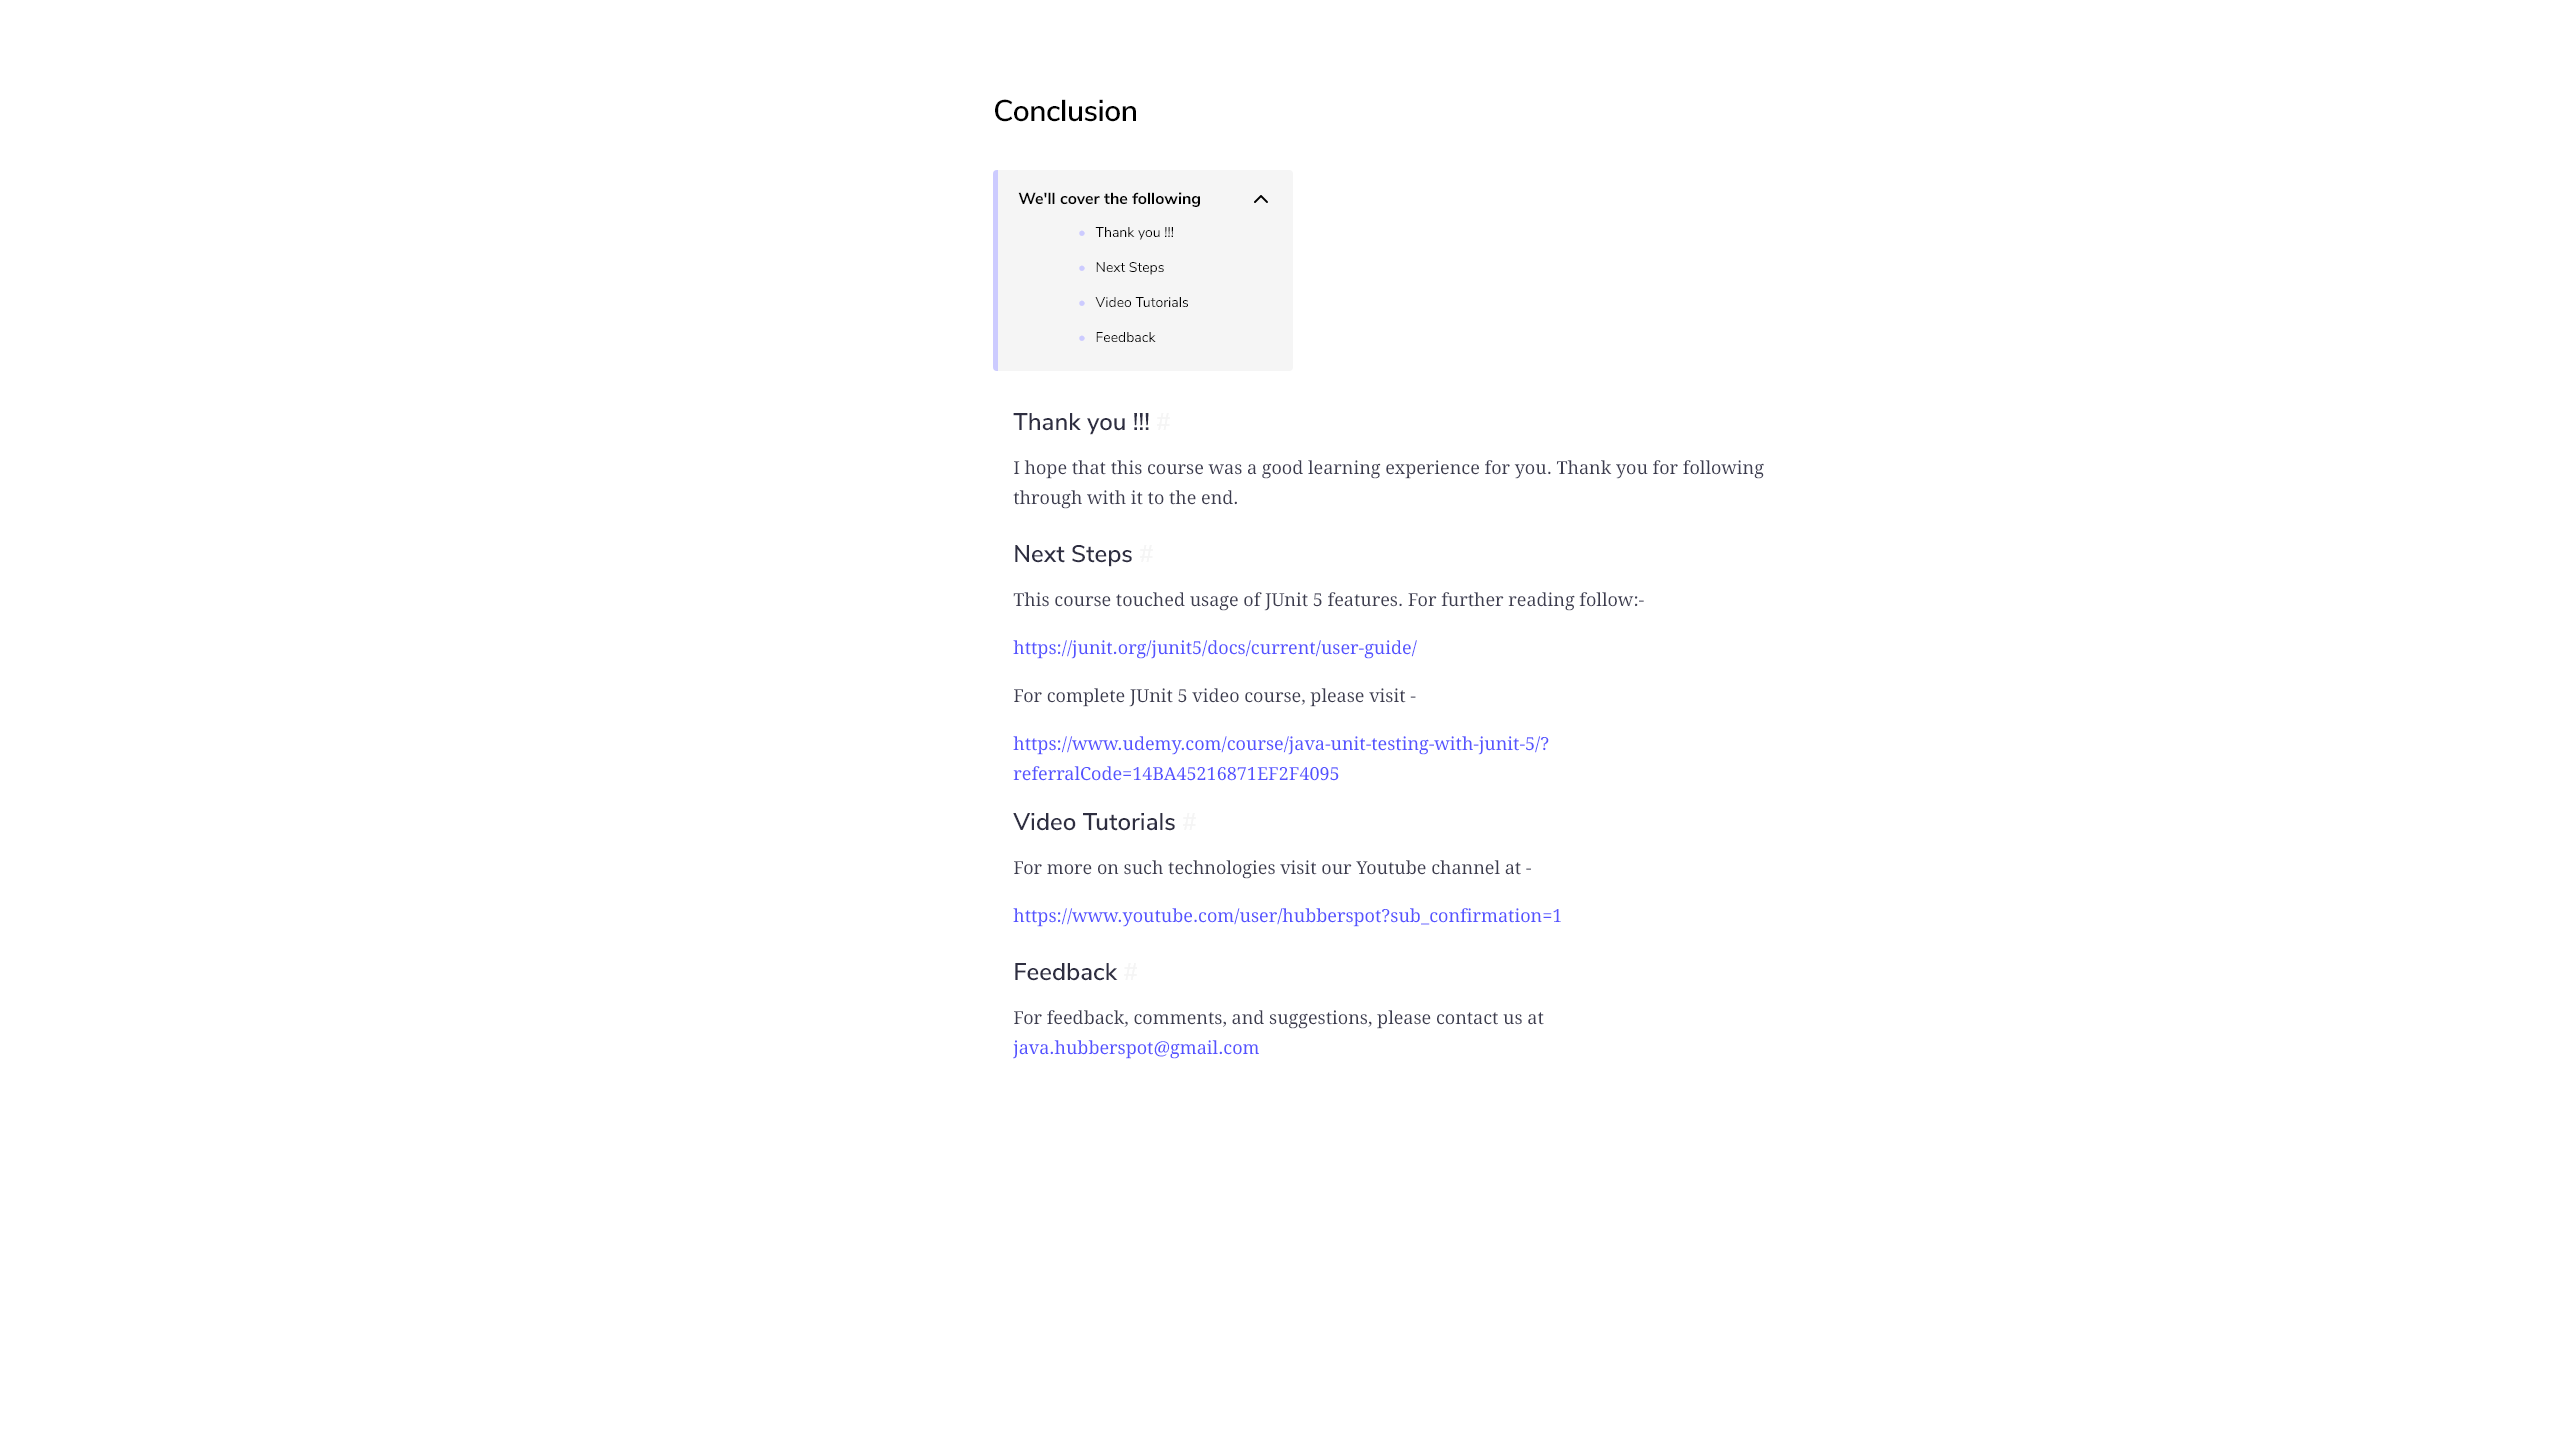 Conclusion
We'll cover the following
Thank you !!!
Next Steps
Video Tutorials
Feedback
Thank you !!! #
I hope that this course was a good learning experience for you. Thank you for following
through with it to the end.
Next Steps #
This course touched usage of JUnit 5 features. For further reading follow:-
https://junit.org/junit5/docs/current/user-guide/
For complete JUnit 5 video course, please visit -
https://www.udemy.com/course/java-unit-testing-with-junit-5/?
referralCode=14BA45216871EF2F4095
Video Tutorials #
For more on such technologies visit our Youtube channel at -
https://www.youtube.com/user/hubberspot?sub_confirmation=1
Feedback #
For feedback, comments, and suggestions, please contact us at
java.hubberspot@gmail.com